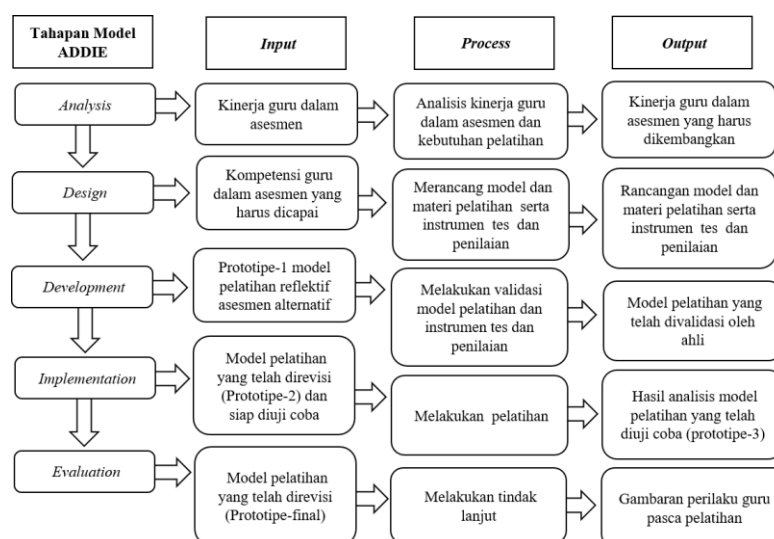 Tahapan Model
ADDIE
Input
Process
Output
Analysis
Kinerja guru dalam
asesmen
Analisis kinerja guru
dalam asesmen dan
kebutuhan pelatihan
Kinerja guru dalam
asesmen yang harus
dikembangkan
Design
Kompetensi guru
dalam asesmen yang
harus dicapai
Merancang model dan
materi pelatihan serta
instrumen tes dan
penilaian
Rancangan model dan
materi pelatihan serta
instrumen tes dan
penilaian
Development
Prototipe-1 model
pelatihan reflektif
asesmen alternatif
Melakukan validasi
model pelatihan dan
instrumen tes dan
penilaian
Model pelatihan yang
telah divalidasi oleh
ahli
Implementation
Model pelatihan
yang telah direvisi
(Prototipe-2) dan
siap diuji coba
Melakukan pelatihan
Hasil analisis model
pelatihan yang telah
diuji coba (prototipe-3)
Evaluation
Model pelatihan
yang telah direvisi
(Prototipe-final)
Melakukan tindak
lanjut
Gambaran perilaku guru
pasca pelatihan